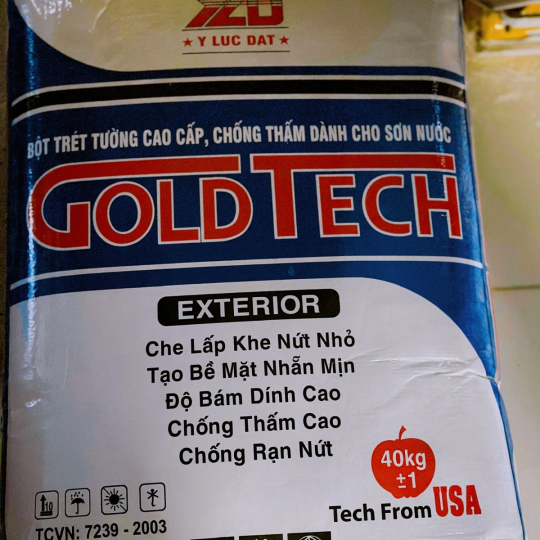 YLD
★ Y LUC DAT ★
BỘT TRÉT TƯỜNG CAO CẤP, CHỐNG THẤM DÀNH CHO SƠN NƯỚC
GOLDTECH
EXTERIOR
Che Lấp Khe Nứt Nhỏ
Tạo Bề Mặt Nhẵn Mịn
Độ Bám Dính Cao
Chống Thấm Cao
Chống Rạn Nứt
40kg
±1
Tech From USA
TCVN: 7239 - 2003